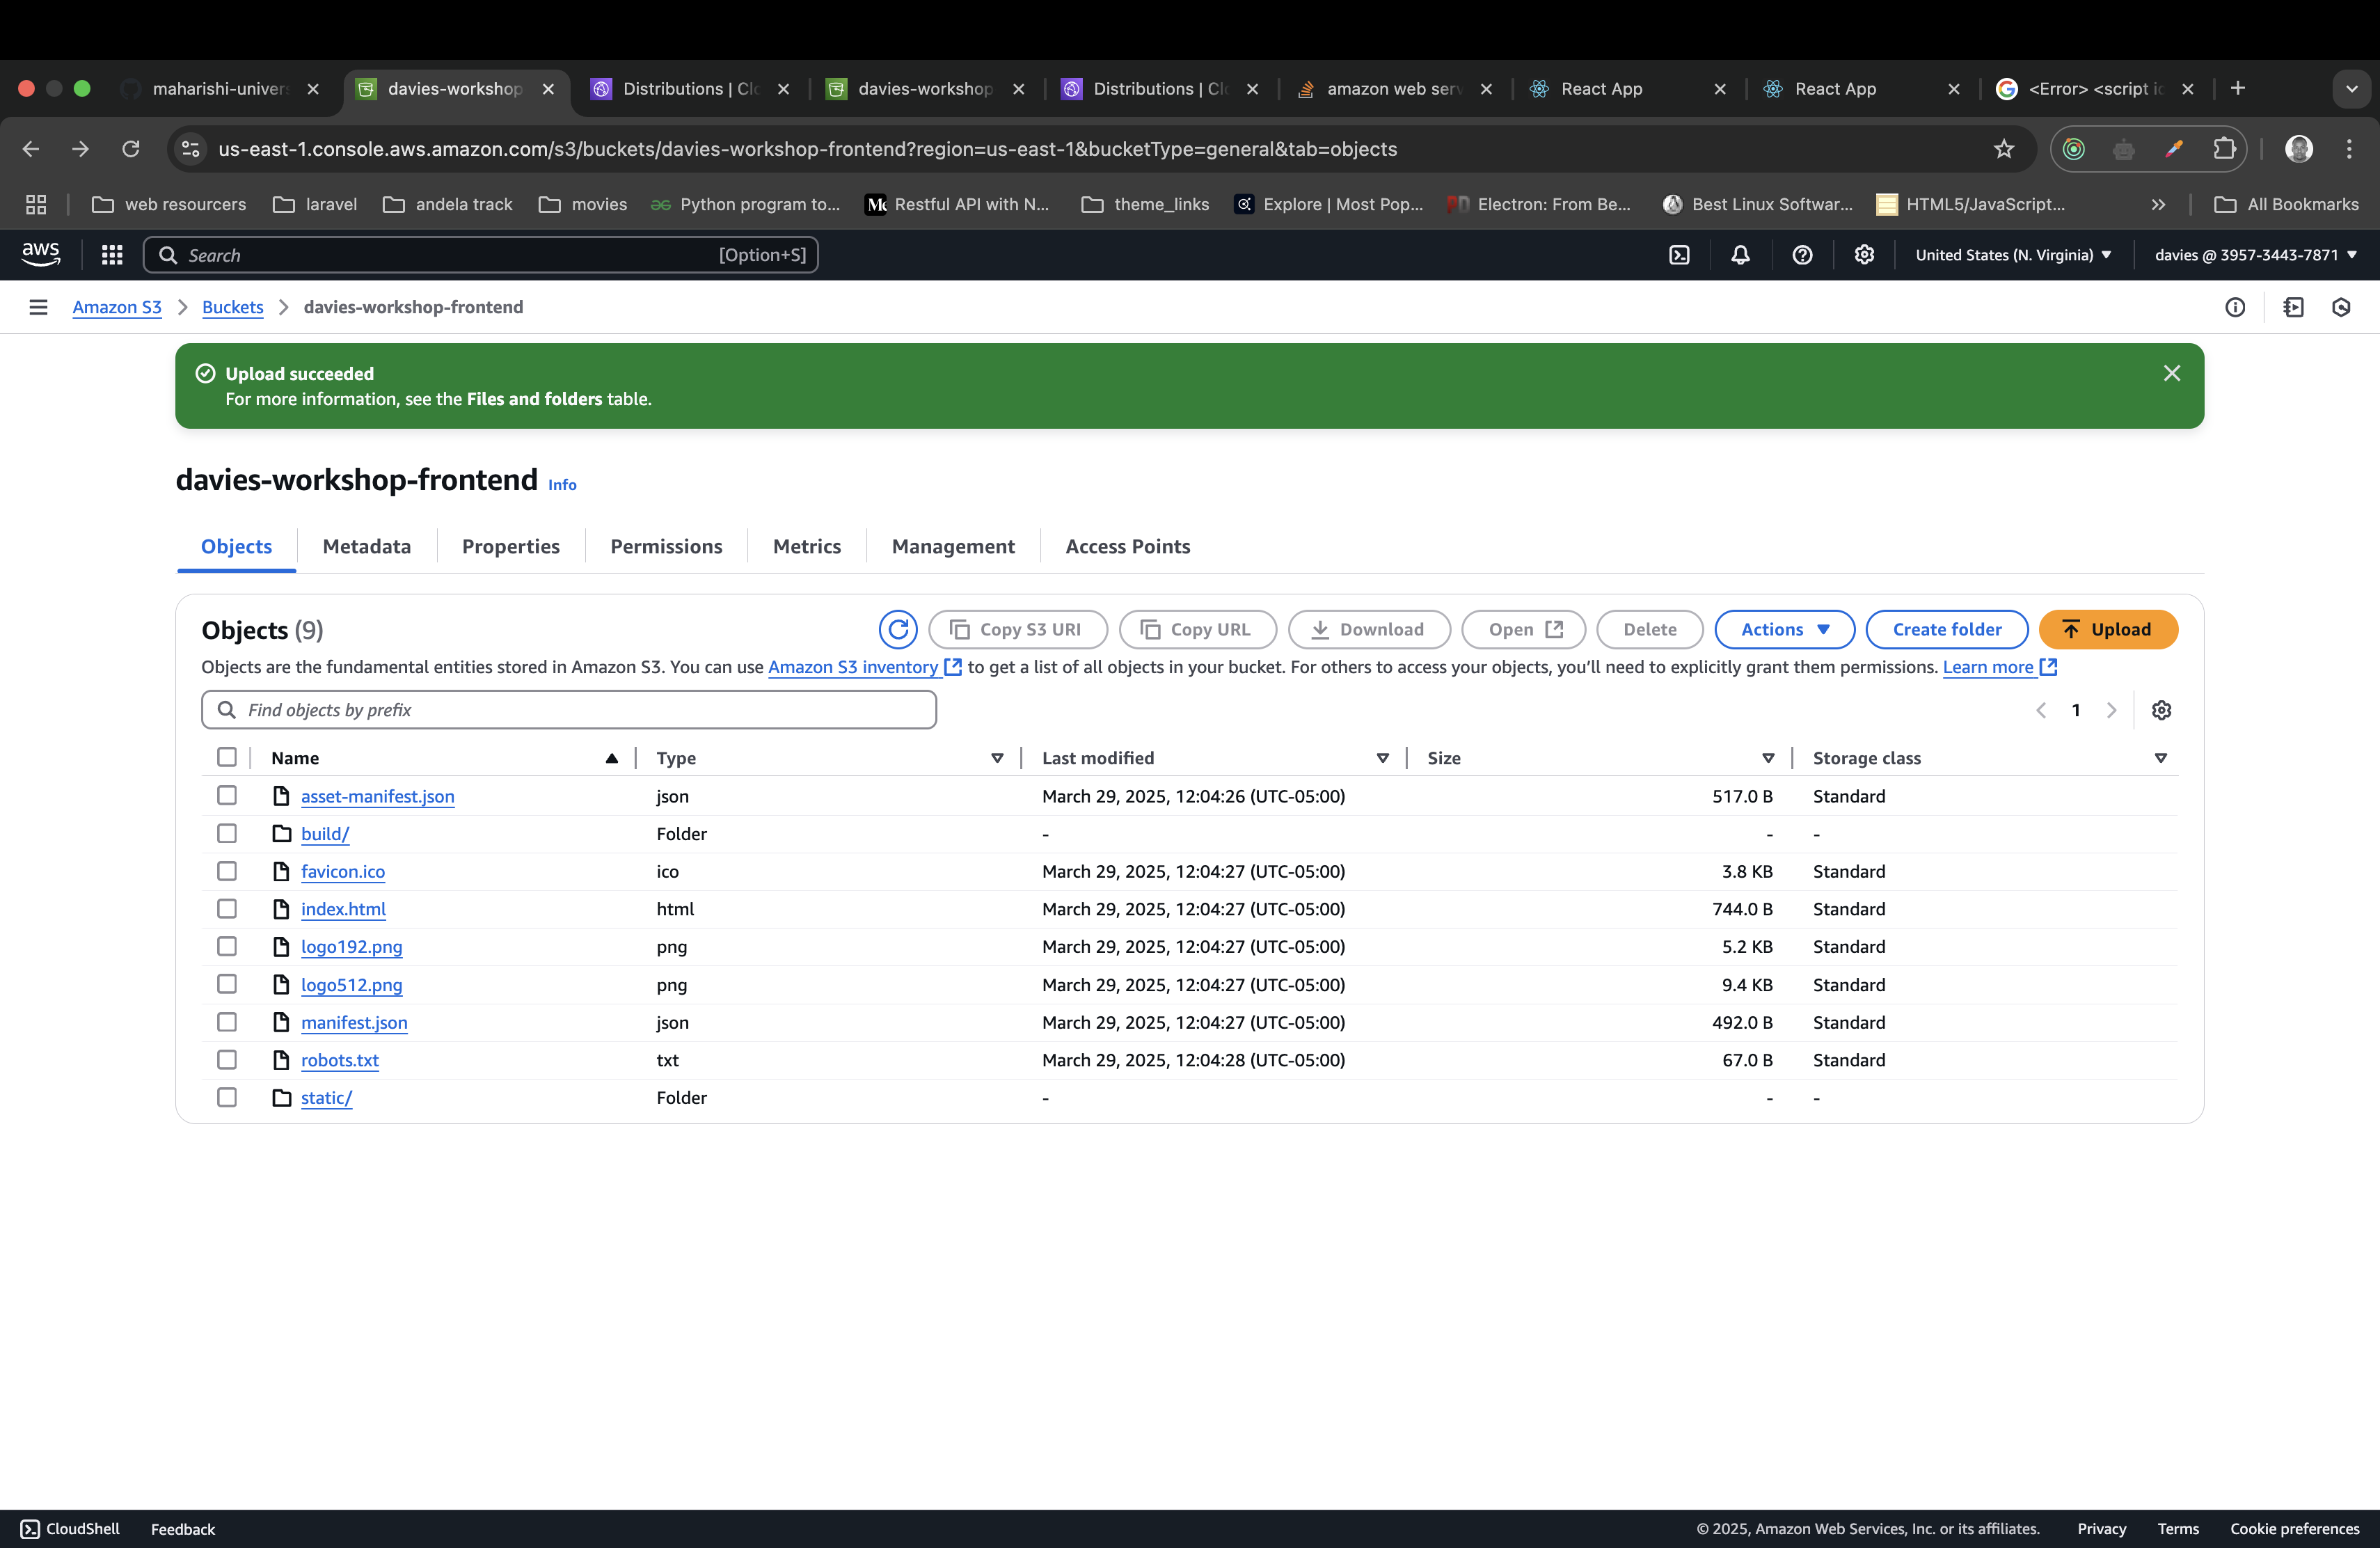 maharishi-univer
davies-workshop
Distributions | Clo
davies-workshop
Distributions | Clo
amazon web serv
React App
React App
<Error> <script id
us-east-1.console.aws.amazon.com/s3/buckets/davies-workshop-frontend?region=us-east-1&bucketType=general&tab=objects
web resourcers
laravel
andela track
movies
Python program to...
Restful API with N...
theme_links
Explore | Most Pop...
Electron: From Be...
Best Linux Softwar...
HTML5/JavaScript...
All Bookmarks
aws
Search
[Option+S]
United States (N. Virginia)
davies @ 3957-3443-7871
Amazon S3
Buckets
davies-workshop-frontend
Upload succeeded
For more information, see the Files and folders table.
davies-workshop-frontend Info
Objects
Metadata
Properties
Permissions
Metrics
Management
Access Points
Objects (9)
Copy S3 URI
Copy URL
Download
Open
Delete
Actions
Create folder
Upload
Objects are the fundamental entities stored in Amazon S3. You can use Amazon S3 inventory to get a list of all objects in your bucket. For others to access your objects, you’ll need to explicitly grant them permissions. Learn more
Find objects by prefix
1
Name Type Last modified Size Storage class
asset-manifest.json json March 29, 2025, 12:04:26 (UTC-05:00) 517.0 B Standard
build/ Folder - - -
favicon.ico ico March 29, 2025, 12:04:27 (UTC-05:00) 3.8 KB Standard
index.html html March 29, 2025, 12:04:27 (UTC-05:00) 744.0 B Standard
logo192.png png March 29, 2025, 12:04:27 (UTC-05:00) 5.2 KB Standard
logo512.png png March 29, 2025, 12:04:27 (UTC-05:00) 9.4 KB Standard
manifest.json json March 29, 2025, 12:04:27 (UTC-05:00) 492.0 B Standard
robots.txt txt March 29, 2025, 12:04:28 (UTC-05:00) 67.0 B Standard
static/ Folder - - -
CloudShell
Feedback
© 2025, Amazon Web Services, Inc. or its affiliates.
Privacy
Terms
Cookie preferences